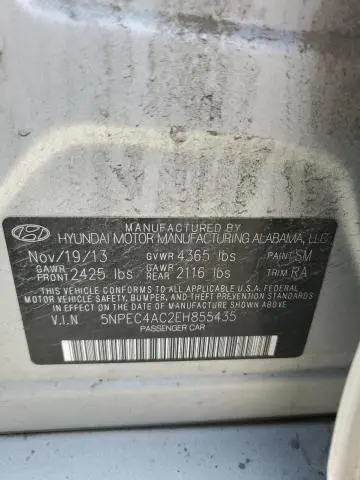 MANUFACTURED BY
HYUNDAI MOTOR MANUFACTURING ALABAMA, LLC
Nov/19/13 GVWR 4365 lbs PAINT SM
GAWR FRONT 2425 lbs GAWR REAR 2116 lbs TRIM RA
THIS VEHICLE CONFORMS TO ALL APPLICABLE U.S. FEDERAL
MOTOR VEHICLE SAFETY, BUMPER, AND THEFT PREVENTION STANDARDS
IN EFFECT ON THE DATE OF MANUFACTURE SHOWN ABOVE.
V.I.N 5NPEC4AC2EH855435
PASSENGER CAR